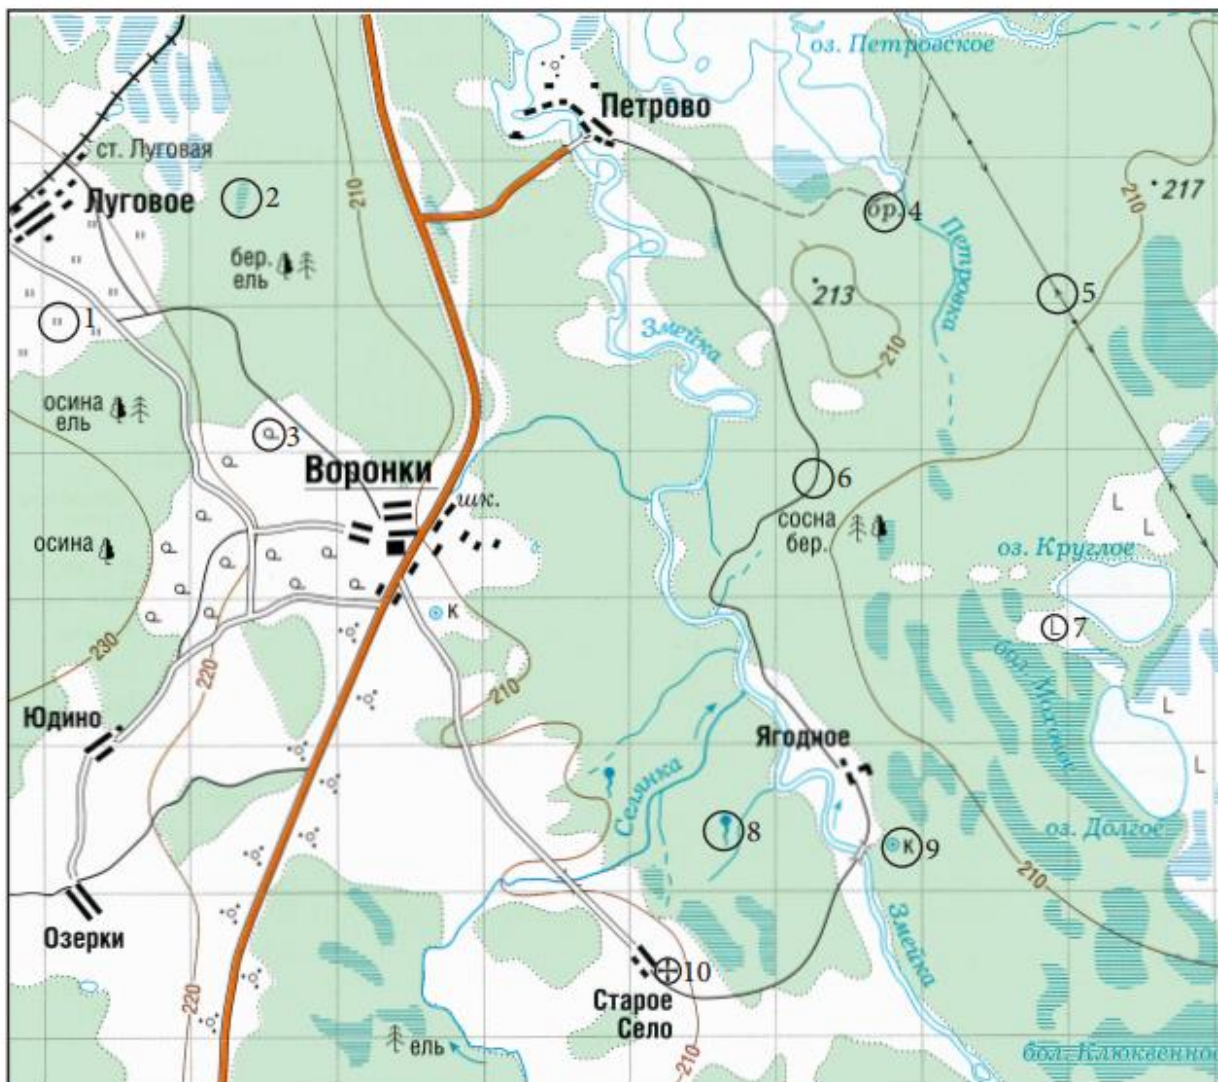 оз. Петровское
Петрово
ст. Луговая
Луговое
210
2
бр. 4
217
210
бер.
ель
213
5
1
Змейка
Петровка
210
осина
ель
3
Воронки
шк.
6
сосна
бер.
осина
L
L
оз. Круглое
К
L 7
230
220
210
бол. Моховое
L
Юдино
Ягодное
L
Селянка
8
К 9
оз. Долгое
210
Озерки
Змейка
10
Старое
Село
220
ель
210
бол. Клюквенное